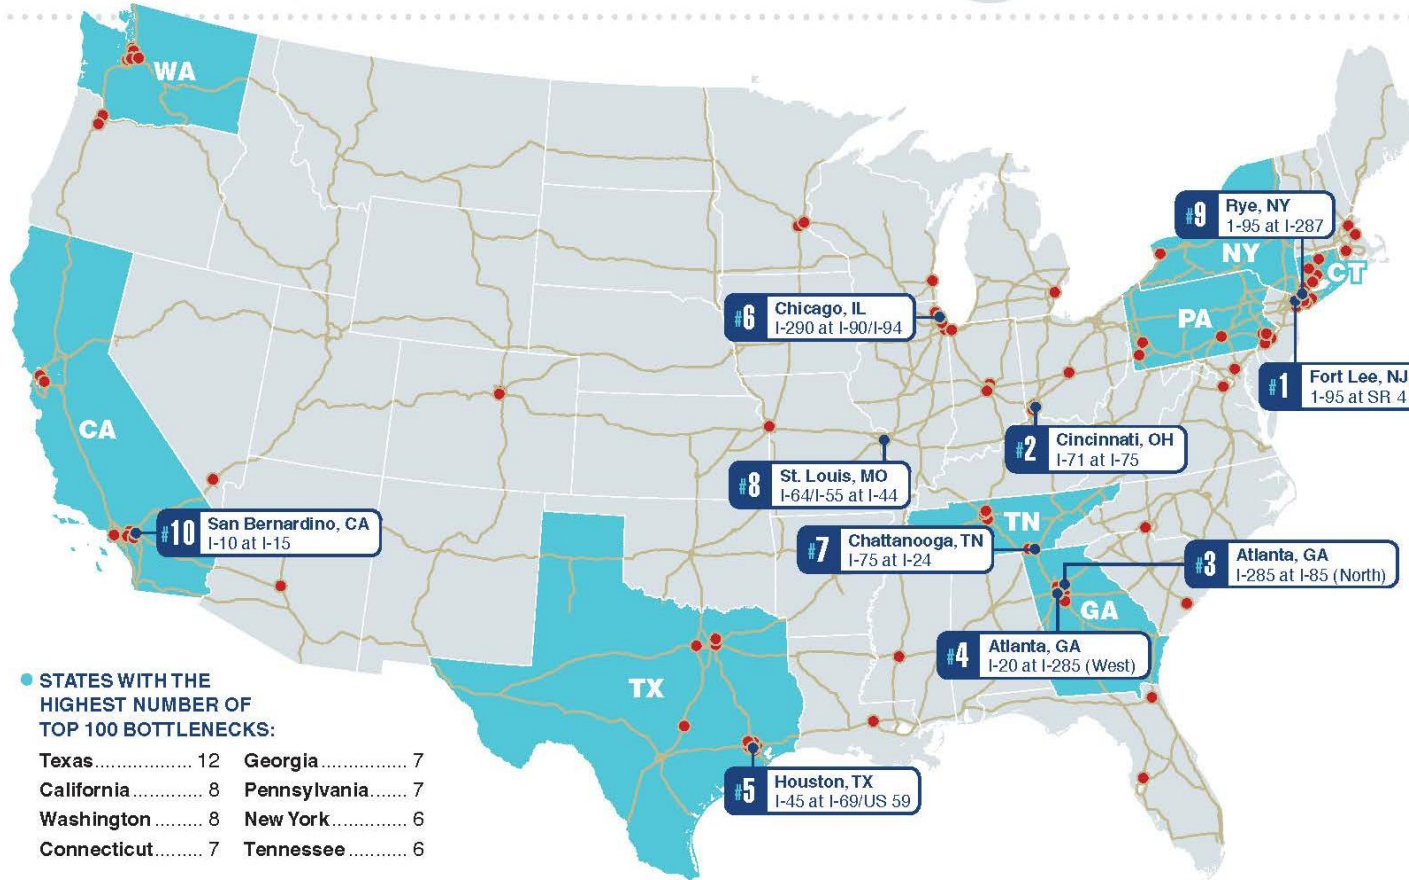 WA
#9
Rye, NY
1-95 at I-287
NY
CT
#6
Chicago, IL
I-290 at I-90/I-94
PA
#1
Fort Lee, NJ
1-95 at SR 4
CA
#2
Cincinnati, OH
I-71 at I-75
#8
St. Louis, MO
I-64/I-55 at I-44
#10
San Bernardino, CA
I-10 at I-15
TN
#7
Chattanooga, TN
I-75 at I-24
#3
Atlanta, GA
I-285 at I-85 (North)
GA
#4
Atlanta, GA
I-20 at I-285 (West)
TX
#5
Houston, TX
I-45 at I-69/US 59
STATES WITH THE
HIGHEST NUMBER OF
TOP 100 BOTTLENECKS:
Texas.................. 12
California ............. 8
Washington ......... 8
Connecticut ......... 7
Georgia ................ 7
Pennsylvania....... 7
New York.............. 6
Tennessee ........... 6